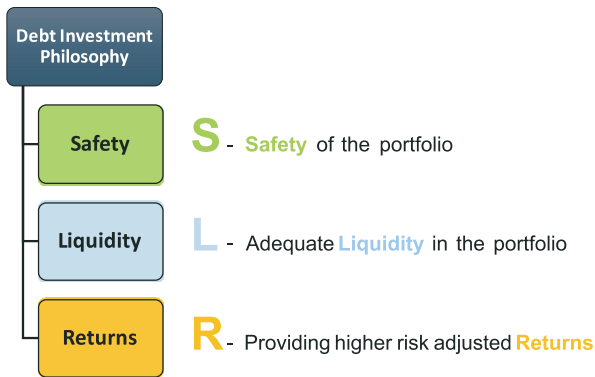 Debt Investment
Philosophy
Safety
S - Safety of the portfolio
Liquidity
L - Adequate Liquidity in the portfolio
Returns
R - Providing higher risk adjusted Returns